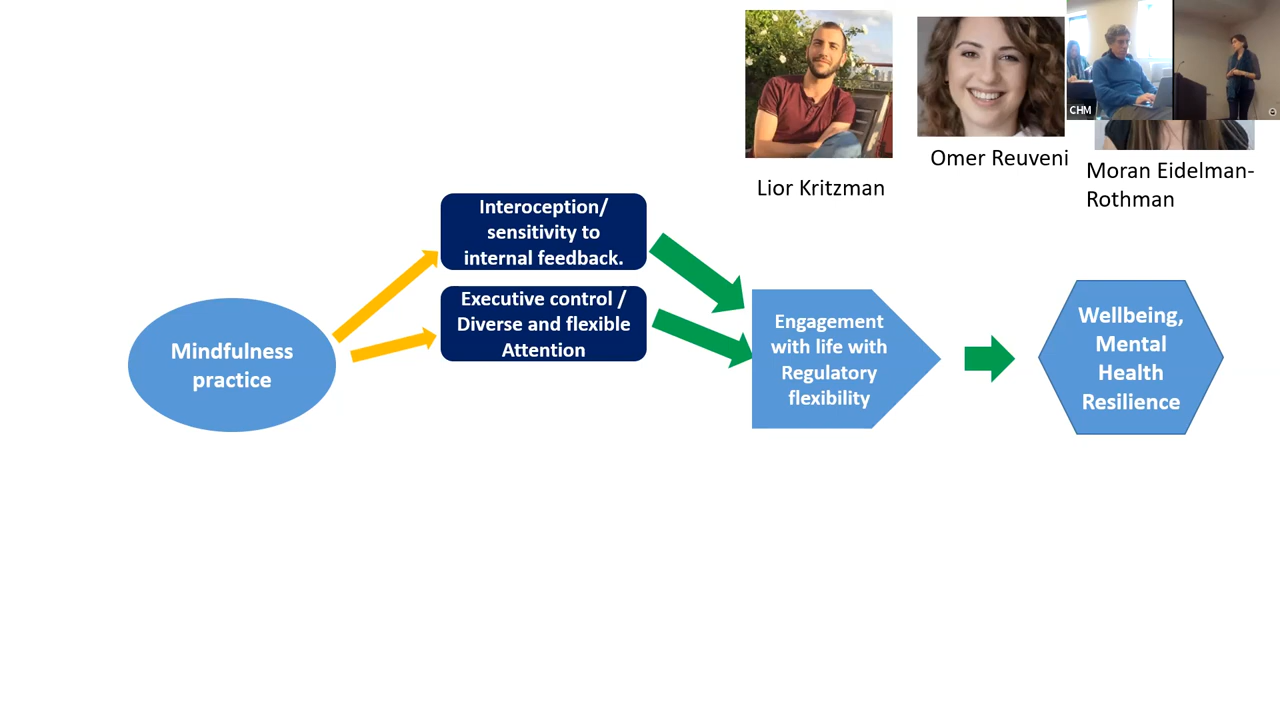 CHM
Omer Reuveni
Moran Eidelman-
Rothman
Lior Kritzman
Interoception/
sensitivity to
internal feedback.
Executive control /
Diverse and flexible
Attention
Mindfulness
practice
Engagement
with life with
Regulatory
flexibility
Wellbeing,
Mental
Health
Resilience